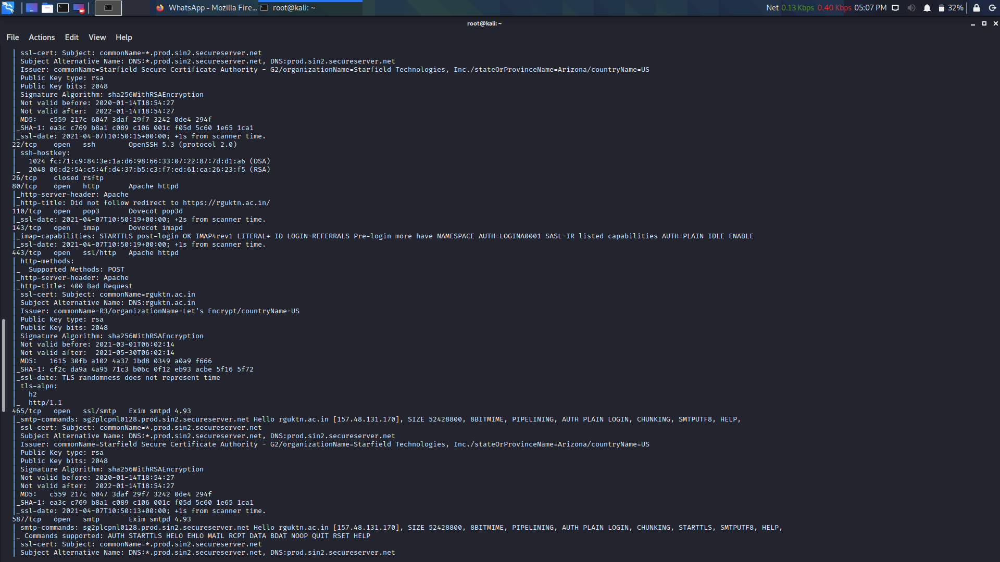 WhatsApp - Mozilla Fire... root@kali: ~ Net 0.13 Kbps 0.40 Kbps 05:07 PM 32%
root@kali: ~
File Actions Edit View Help
| ssl-cert: Subject: commonName=*.prod.sin2.secureserver.net
| Subject Alternative Name: DNS:*.prod.sin2.secureserver.net, DNS:prod.sin2.secureserver.net
| Issuer: commonName=Starfield Secure Certificate Authority - G2/organizationName=Starfield Technologies, Inc./stateOrProvinceName=Arizona/countryName=US
| Public Key type: rsa
| Public Key bits: 2048
| Signature Algorithm: sha256WithRSAEncryption
| Not valid before: 2020-01-14T18:54:27
| Not valid after:  2022-01-14T18:54:27
| MD5:   c559 217c 6047 3daf 29f7 3242 0de4 294f
|_SHA-1: ea3c c769 b8a1 c089 c106 001c f05d 5c60 1e65 1ca1
|_ssl-date: 2021-04-07T10:50:15+00:00; +1s from scanner time.
22/tcp    open   ssh        OpenSSH 5.3 (protocol 2.0)
| ssh-hostkey:
|   1024 fc:71:c9:84:3e:1a:d6:98:66:33:07:22:87:7d:d1:a6 (DSA)
|_  2048 06:d2:54:c5:4f:d4:37:b5:c3:f7:ed:61:ca:26:23:f5 (RSA)
26/tcp    closed rsftp
80/tcp    open   http       Apache httpd
|_http-server-header: Apache
|_http-title: Did not follow redirect to https://rguktn.ac.in/
110/tcp   open   pop3       Dovecot pop3d
|_ssl-date: 2021-04-07T10:50:19+00:00; +2s from scanner time.
143/tcp   open   imap       Dovecot imapd
|_imap-capabilities: STARTTLS post-login OK IMAP4rev1 LITERAL+ ID LOGIN-REFERRALS Pre-login more have NAMESPACE AUTH=LOGINA0001 SASL-IR listed capabilities AUTH=PLAIN IDLE ENABLE
|_ssl-date: 2021-04-07T10:50:19+00:00; +1s from scanner time.
443/tcp   open   ssl/http   Apache httpd
| http-methods:
|_  Supported Methods: POST
|_http-server-header: Apache
|_http-title: 400 Bad Request
| ssl-cert: Subject: commonName=rguktn.ac.in
| Subject Alternative Name: DNS:rguktn.ac.in
| Issuer: commonName=R3/organizationName=Let's Encrypt/countryName=US
| Public Key type: rsa
| Public Key bits: 2048
| Signature Algorithm: sha256WithRSAEncryption
| Not valid before: 2021-03-01T06:02:14
| Not valid after:  2021-05-30T06:02:14
| MD5:   1615 30fb a102 4a37 1bd8 0349 a0a9 f666
|_SHA-1: cf2c da9a 4a95 71c3 b06c 0f12 eb93 acbe 5f16 5f72
|_ssl-date: TLS randomness does not represent time
| tls-alpn:
|   h2
|_  http/1.1
465/tcp   open   ssl/smtp   Exim smtpd 4.93
|_smtp-commands: sg2plcpnl0128.prod.sin2.secureserver.net Hello rguktn.ac.in [157.48.131.170], SIZE 52428800, 8BITMIME, PIPELINING, AUTH PLAIN LOGIN, CHUNKING, SMTPUTF8, HELP,
| ssl-cert: Subject: commonName=*.prod.sin2.secureserver.net
| Subject Alternative Name: DNS:*.prod.sin2.secureserver.net, DNS:prod.sin2.secureserver.net
| Issuer: commonName=Starfield Secure Certificate Authority - G2/organizationName=Starfield Technologies, Inc./stateOrProvinceName=Arizona/countryName=US
| Public Key type: rsa
| Public Key bits: 2048
| Signature Algorithm: sha256WithRSAEncryption
| Not valid before: 2020-01-14T18:54:27
| Not valid after:  2022-01-14T18:54:27
| MD5:   c559 217c 6047 3daf 29f7 3242 0de4 294f
|_SHA-1: ea3c c769 b8a1 c089 c106 001c f05d 5c60 1e65 1ca1
|_ssl-date: 2021-04-07T10:50:13+00:00; +1s from scanner time.
587/tcp   open   smtp       Exim smtpd 4.93
| smtp-commands: sg2plcpnl0128.prod.sin2.secureserver.net Hello rguktn.ac.in [157.48.131.170], SIZE 52428800, 8BITMIME, PIPELINING, AUTH PLAIN LOGIN, CHUNKING, STARTTLS, SMTPUTF8, HELP,
|_ Commands supported: AUTH STARTTLS HELO EHLO MAIL RCPT DATA BDAT NOOP QUIT RSET HELP
| ssl-cert: Subject: commonName=*.prod.sin2.secureserver.net
| Subject Alternative Name: DNS:*.prod.sin2.secureserver.net, DNS:prod.sin2.secureserver.net